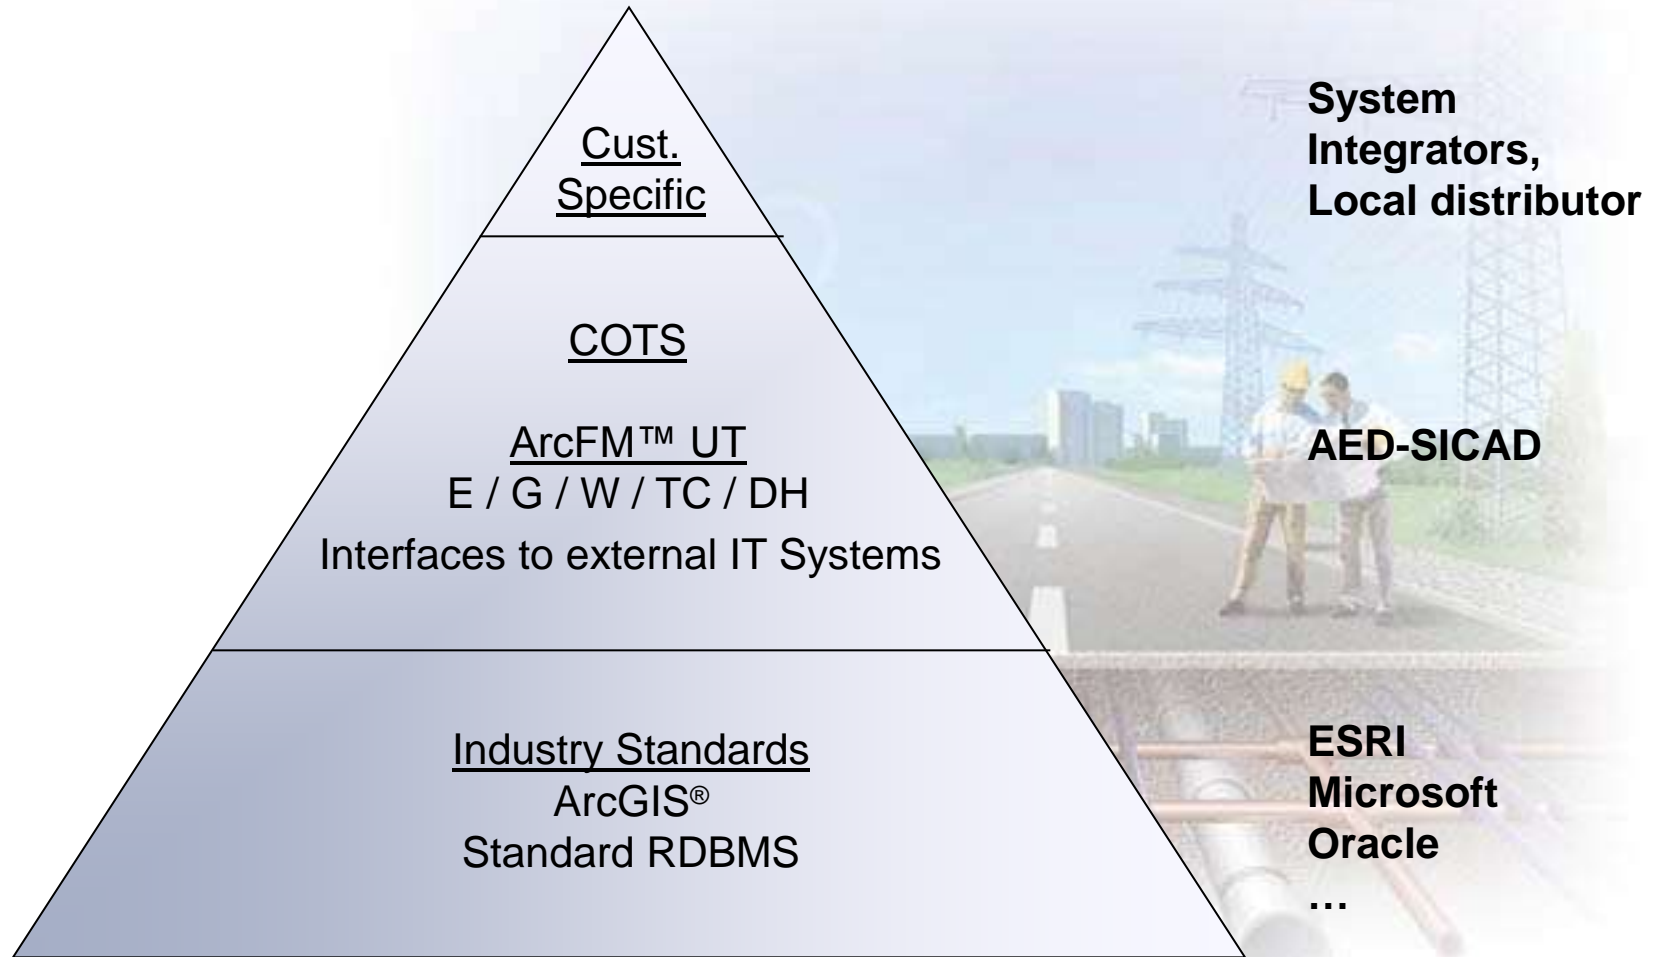 Cust.
Specific
System
Integrators,
Local distributor
COTS
ArcFM™ UT
E / G / W / TC / DH
Interfaces to external IT Systems
AED-SICAD
Industry Standards
ArcGIS®
Standard RDBMS
ESRI
Microsoft
Oracle
…